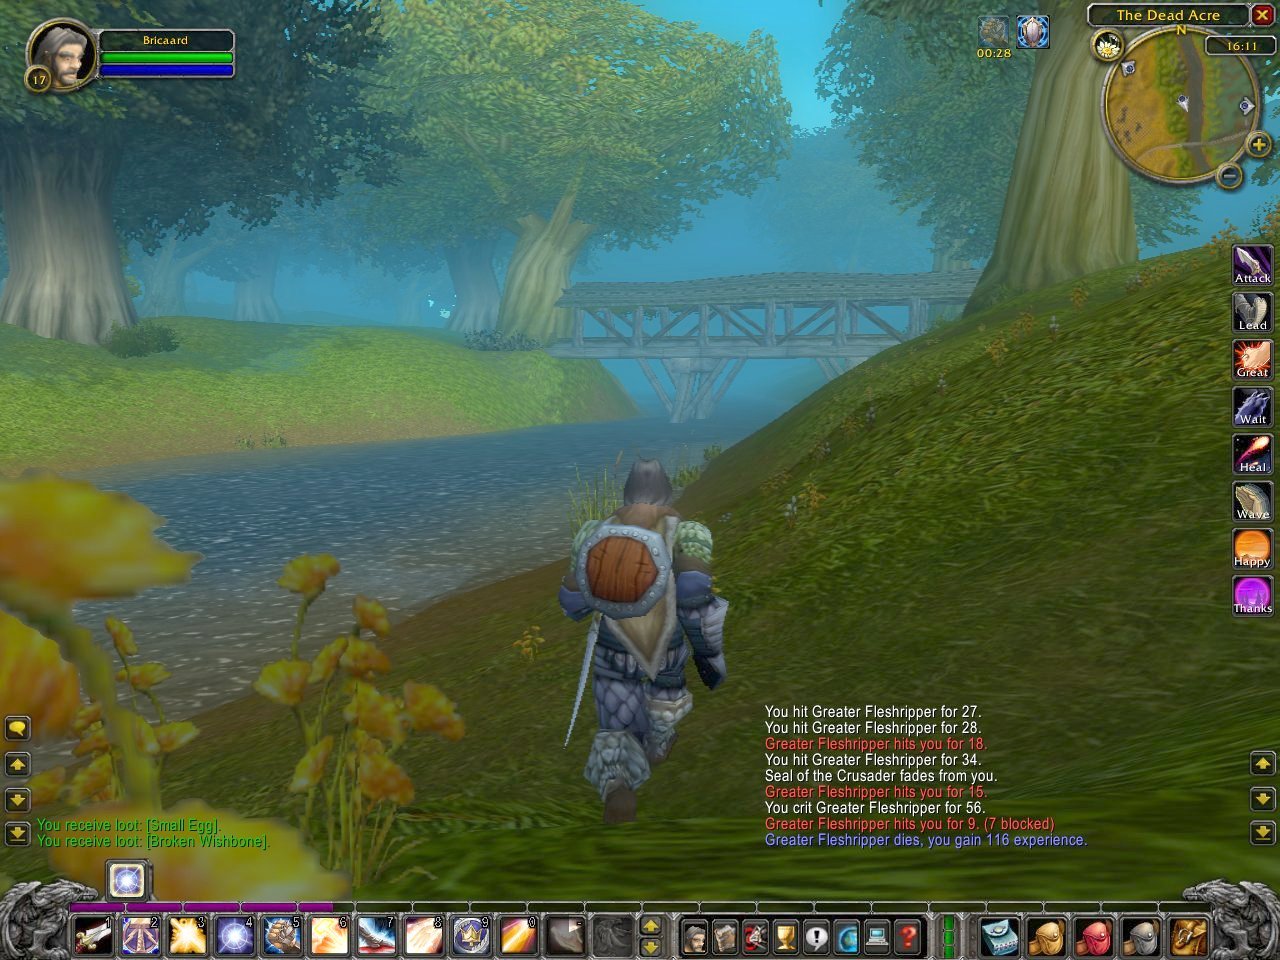 Bricaard
17
00:28
The Dead Acre
N
16:11
Attack
Lead
Great
Wait
Heal
Wave
Happy
Thanks
You hit Greater Fleshripper for 27.
You hit Greater Fleshripper for 28.
Greater Fleshripper hits you for 18.
You hit Greater Fleshripper for 34.
Seal of the Crusader fades from you.
Greater Fleshripper hits you for 15.
You crit Greater Fleshripper for 56.
Greater Fleshripper hits you for 9. (7 blocked)
Greater Fleshripper dies, you gain 116 experience.
You receive loot: [Small Egg].
You receive loot: [Broken Wishbone].
1 2 3 4 5 6 7 8 9 0 - =